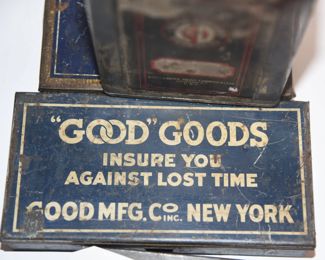 "GOOD" GOODS
INSURE YOU
AGAINST LOST TIME
GOOD MFG. CO INC. NEW YORK